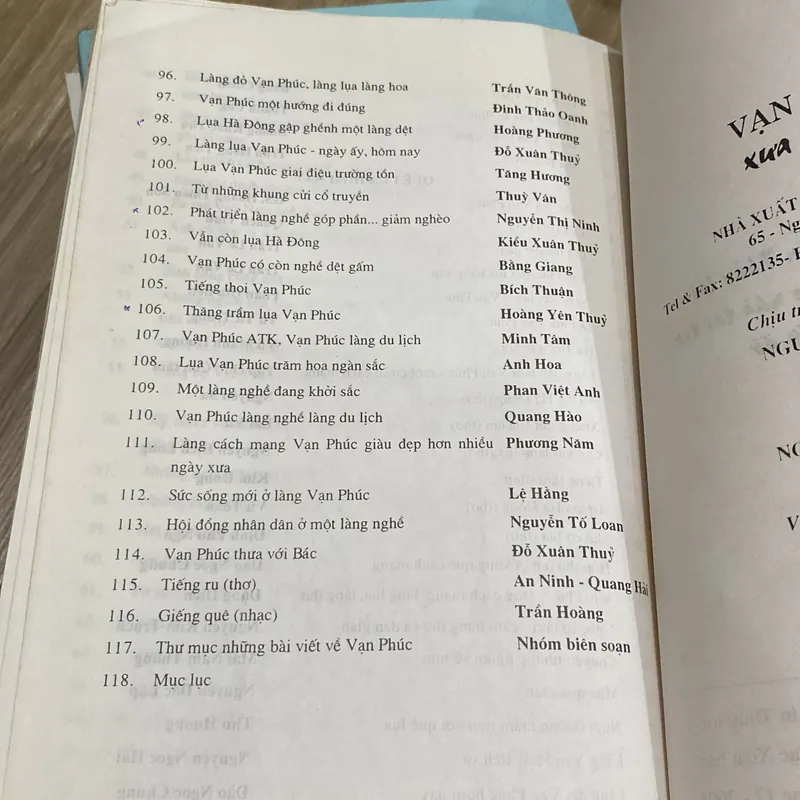 96. Làng đỏ Vạn Phúc, làng lụa làng hoa Trần Văn Thông
97. Vạn Phúc một hướng đi đúng Đinh Thảo Oanh
98. Lụa Hà Đông gập ghềnh một làng dệt Hoàng Phương
99. Làng lụa Vạn Phúc - ngày ấy, hôm nay Đỗ Xuân Thuỷ
100. Lụa Vạn Phúc giai điệu trường tồn Tăng Hương
101. Từ những khung cửi cổ truyền Thuỳ Vân
102. Phát triển làng nghề góp phần... giảm nghèo Nguyễn Thị Ninh
103. Vẫn còn lụa Hà Đông Kiều Xuân Thuỷ
104. Vạn Phúc có còn nghề dệt gấm Bằng Giang
105. Tiếng thoi Vạn Phúc Bích Thuận
106. Thăng trầm lụa Vạn Phúc Hoàng Yên Thuỷ
107. Vạn Phúc ATK, Vạn Phúc làng du lịch Minh Tâm
108. Lụa Vạn Phúc trăm họa ngàn sắc Anh Hoa
109. Một làng nghề đang khởi sắc Phan Việt Anh
110. Vạn Phúc làng nghề làng du lịch Quang Hào
111. Làng cách mạng Vạn Phúc giàu đẹp hơn nhiều Phương Năm
ngày xưa
112. Sức sống mới ở làng Vạn Phúc Lệ Hằng
113. Hội đồng nhân dân ở một làng nghề Nguyễn Tố Loan
114. Vạn Phúc thưa với Bác Đỗ Xuân Thuỷ
115. Tiếng ru (thơ) An Ninh - Quang Hải
116. Giếng quê (nhạc) Trần Hoàng
117. Thư mục những bài viết về Vạn Phúc Nhóm biên soạn
118. Mục lục
VẠN
xưa
NHÀ XUẤT
65 - Ng
Tel & Fax: 8222135-
Chịu tr
NGU